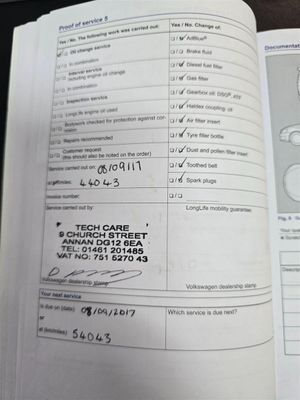 Proof of service 5
Yes / No. The following work was carried out:
Oil change service
In combination
Interval service
including engine oil change
In combination
Inspection service
LongLife engine oil used
Bodywork checked for protection against corrosion
Repairs recommended
Customer request
(this should also be noted on the order)
Service carried out on: 08/09/17
at km/miles: 44043
Invoice number:
Service carried out by:
TECH CARE
9 CHURCH STREET
ANNAN DG12 6EA
TEL: 01461 201485
VAT NO: 751 5270 43
Volkswagen dealership stamp
Yes / No. Change of:
AdBlue®
Brake fluid
Diesel fuel filter
Gas filter
Gearbox oil: DSG®
Haldex coupling oil
Air filter insert
Tyre filler bottle
Dust and pollen filter insert
Toothed belt
Spark plugs
LongLife mobility guarantee:
Volkswagen dealership stamp
Your next service
is due on (date) 08/09/2017
or
at (km/miles) 54043
Which service is due next?
Documentat